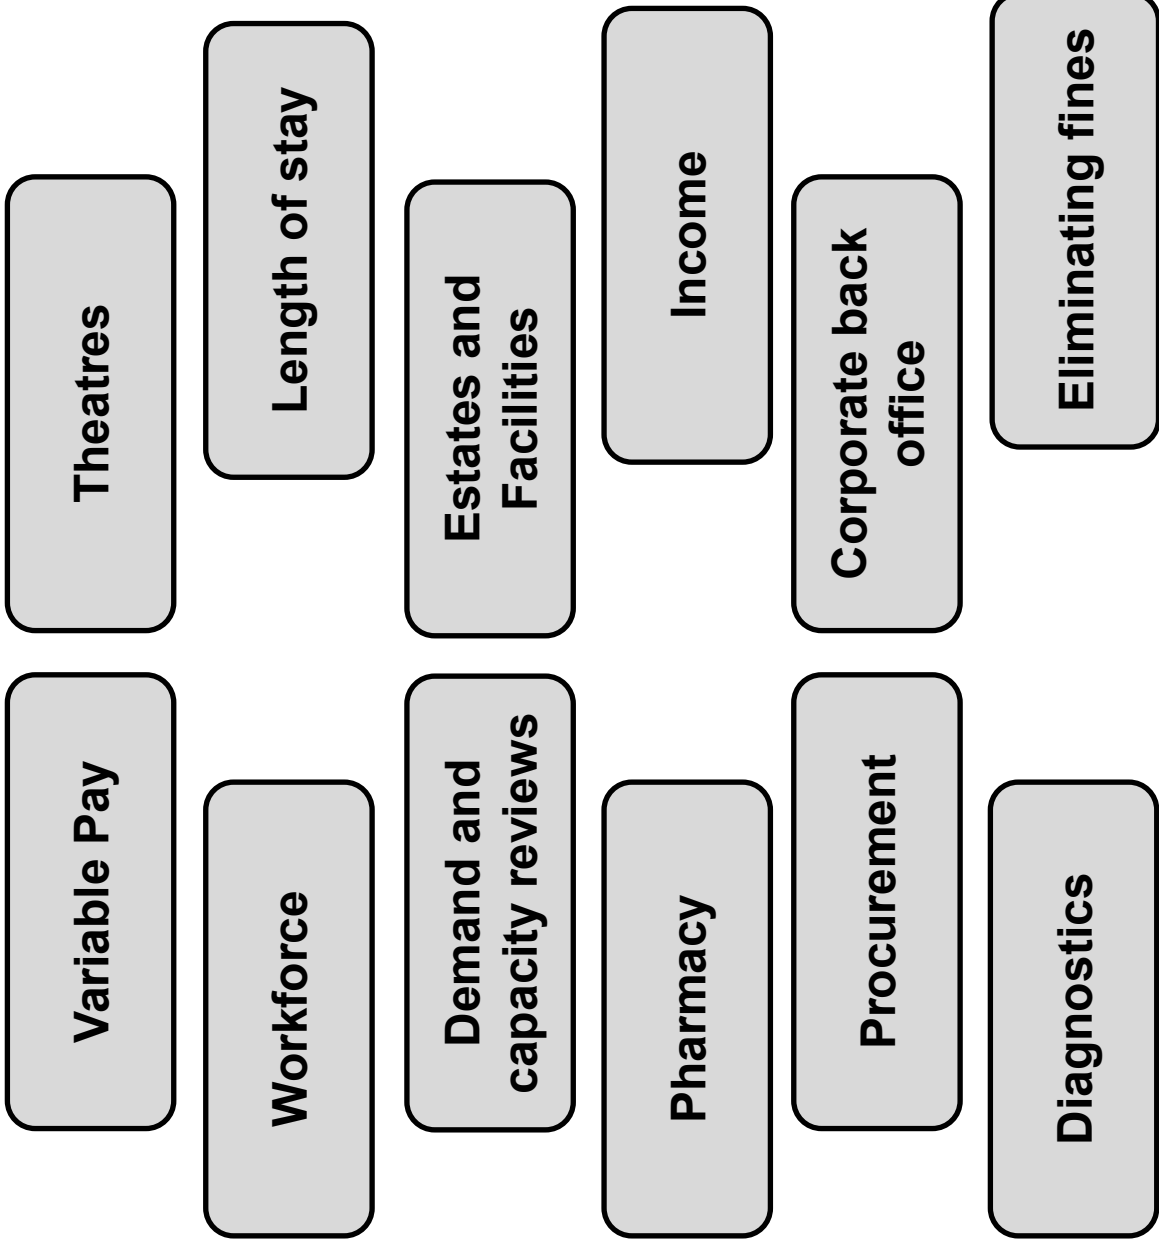 Variable Pay
Theatres
Workforce
Length of stay
Demand and
capacity reviews
Estates and
Facilities
Pharmacy
Income
Procurement
Corporate back
office
Diagnostics
Eliminating fines